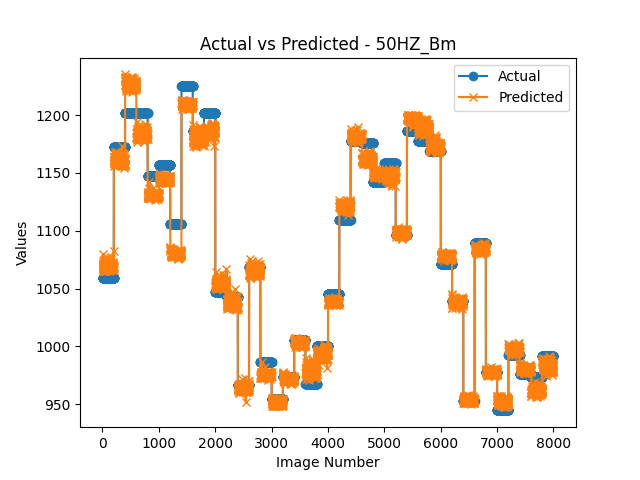 Actual vs Predicted - 50HZ_Bm
Actual
Predicted
Values
1200
1150
1100
1050
1000
950
0 1000 2000 3000 4000 5000 6000 7000 8000
Image Number